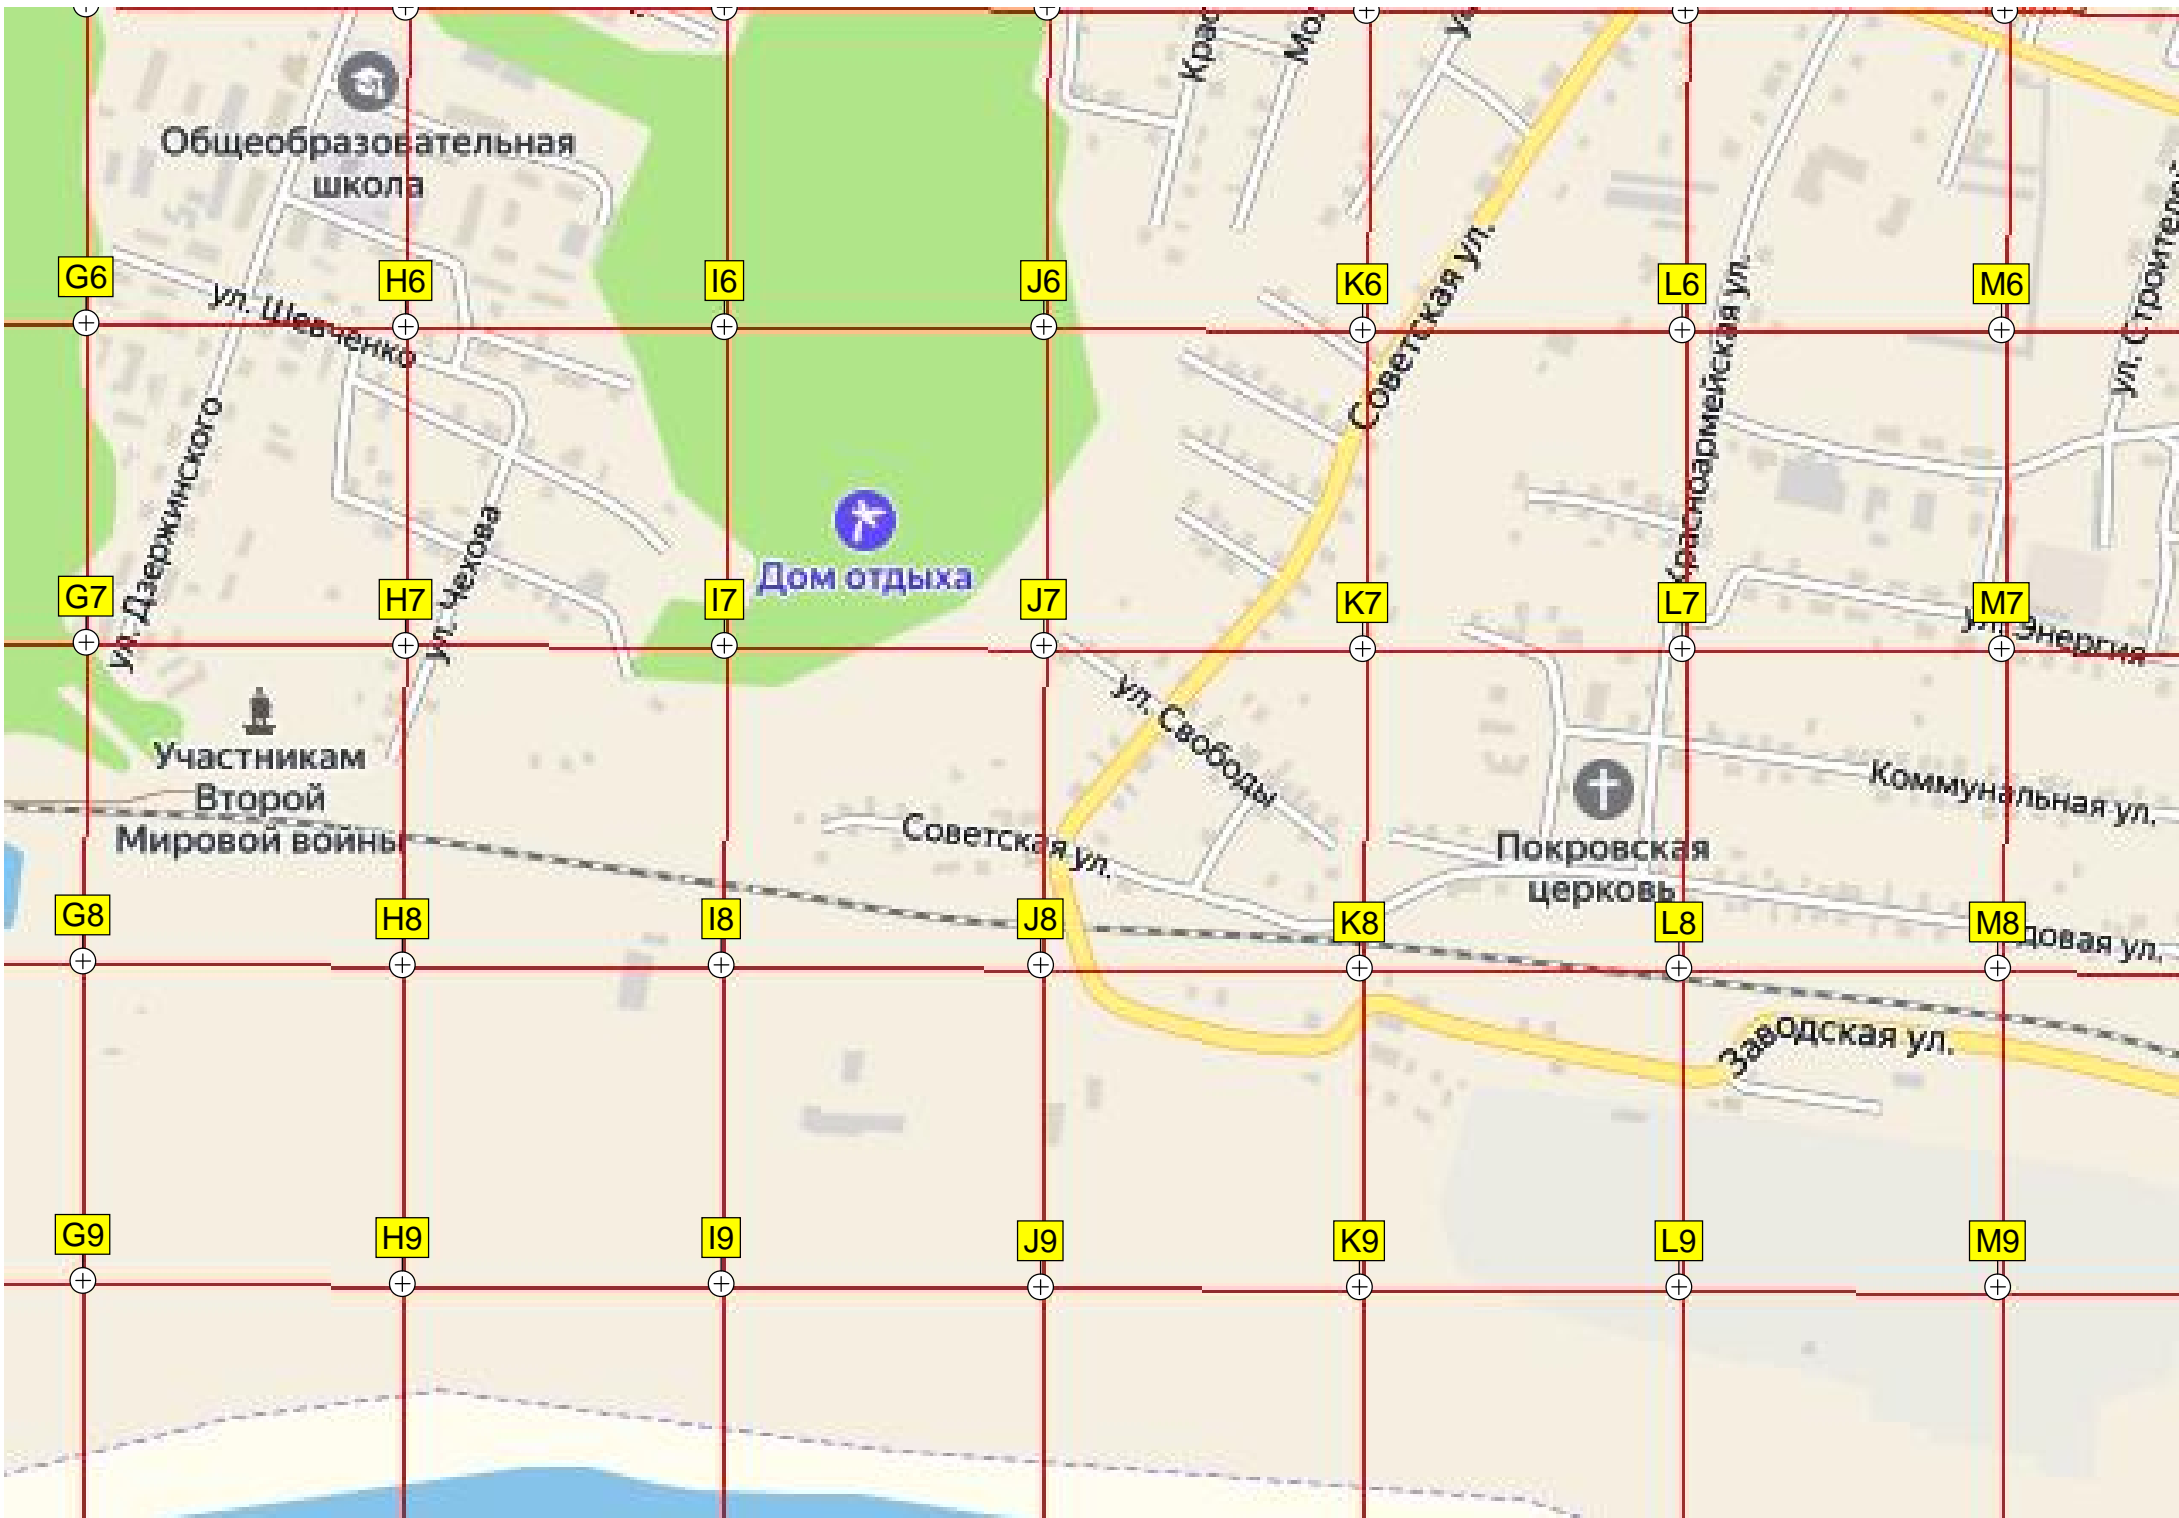 Крас
Мол
Общеобразовательная
школа
Советская ул.
G6
H6
I6
J6
K6
L6
M6
ул. Шевченко
Красноармейская ул.
ул. Дзержинского
ул. Чехова
Дом отдыха
G7
H7
I7
J7
K7
L7
M7
ул. Энергия
ул. Свободы
Участникам
Второй
Мировой войны
Коммунальная ул.
Советская ул.
Покровская
церковь
G8
H8
I8
J8
K8
L8
M8
довая ул.
Заводская ул.
G9
H9
I9
J9
K9
L9
M9